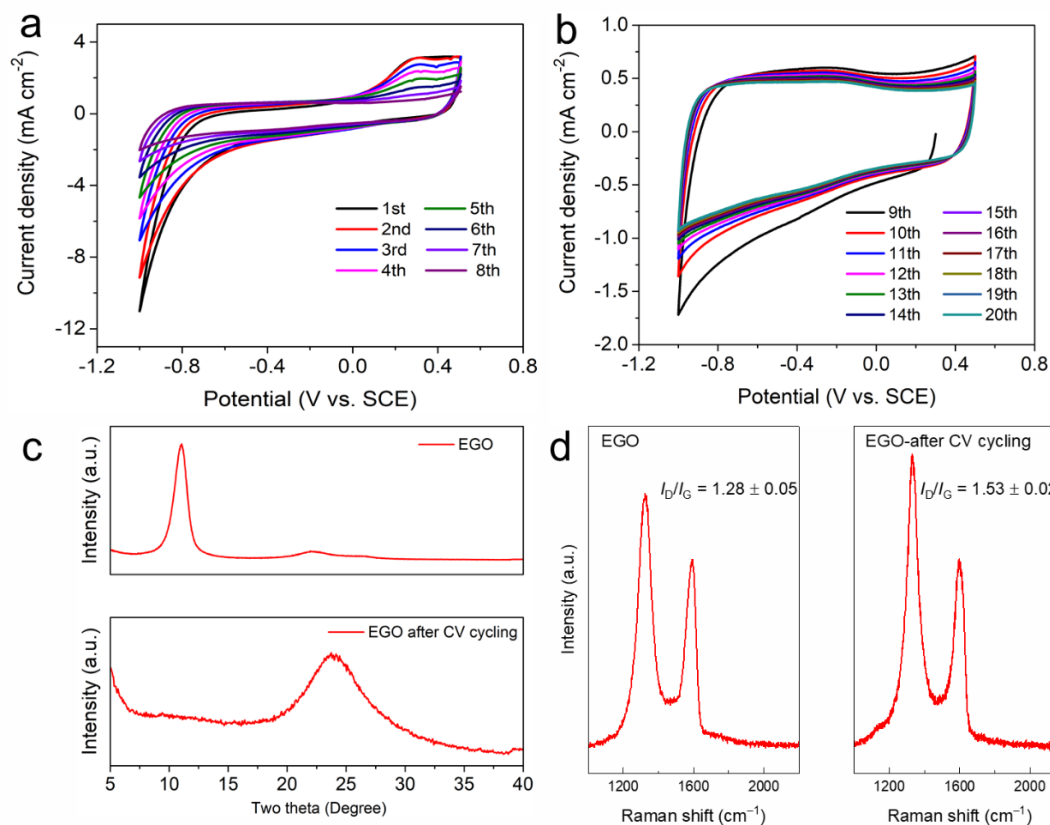 a
4
0
-4
-8
-12
Current density (mA cm⁻²)
1st
2nd
3rd
4th
5th
6th
7th
8th
-1.2 -0.8 -0.4 0.0 0.4 0.8
Potential (V vs. SCE)
b
1.0
0.5
0.0
-0.5
-1.0
-1.5
-2.0
Current density (mA cm⁻²)
9th
10th
11th
12th
13th
14th
15th
16th
17th
18th
19th
20th
-1.2 -0.8 -0.4 0.0 0.4 0.8
Potential (V vs. SCE)
c
Intensity (a.u.)
EGO
Intensity (a.u.)
EGO after CV cycling
5 10 15 20 25 30 35 40
Two theta (Degree)
d
Intensity (a.u.)
EGO
I_D/I_G = 1.28 ± 0.05
1200 1600 2000
Raman shift (cm⁻¹)
EGO-after CV cycling
I_D/I_G = 1.53 ± 0.02
1200 1600 2000
Raman shift (cm⁻¹)